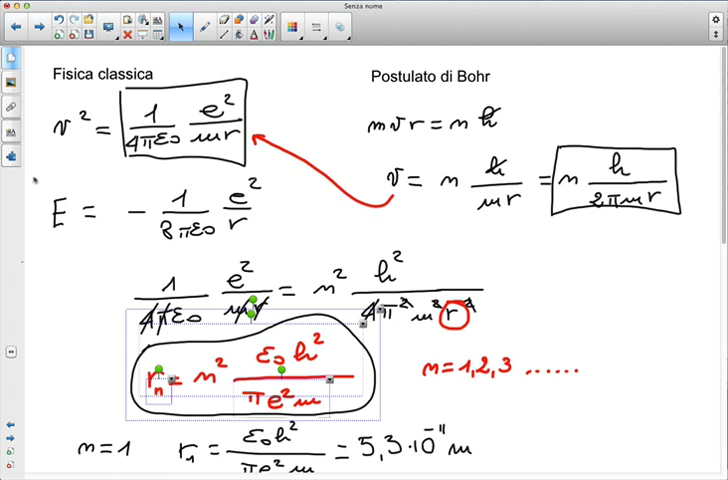 Senza nome
Fisica classica
Postulato di Bohr
v² = 1/(4πε₀) e²/(mr)
mvr = n ħ
v = n ħ/(mr) = n h/(2πmr)
E = − 1/(8πε₀) e²/r
1/(4πε₀) e²/(mr) = n² h²/(4π² m² r²)
rₙ = n² ε₀h²/(πe²m)
n = 1, 2, 3 ......
n = 1 r₁ = ε₀h²/(πe²m) = 5,3·10⁻¹¹ m